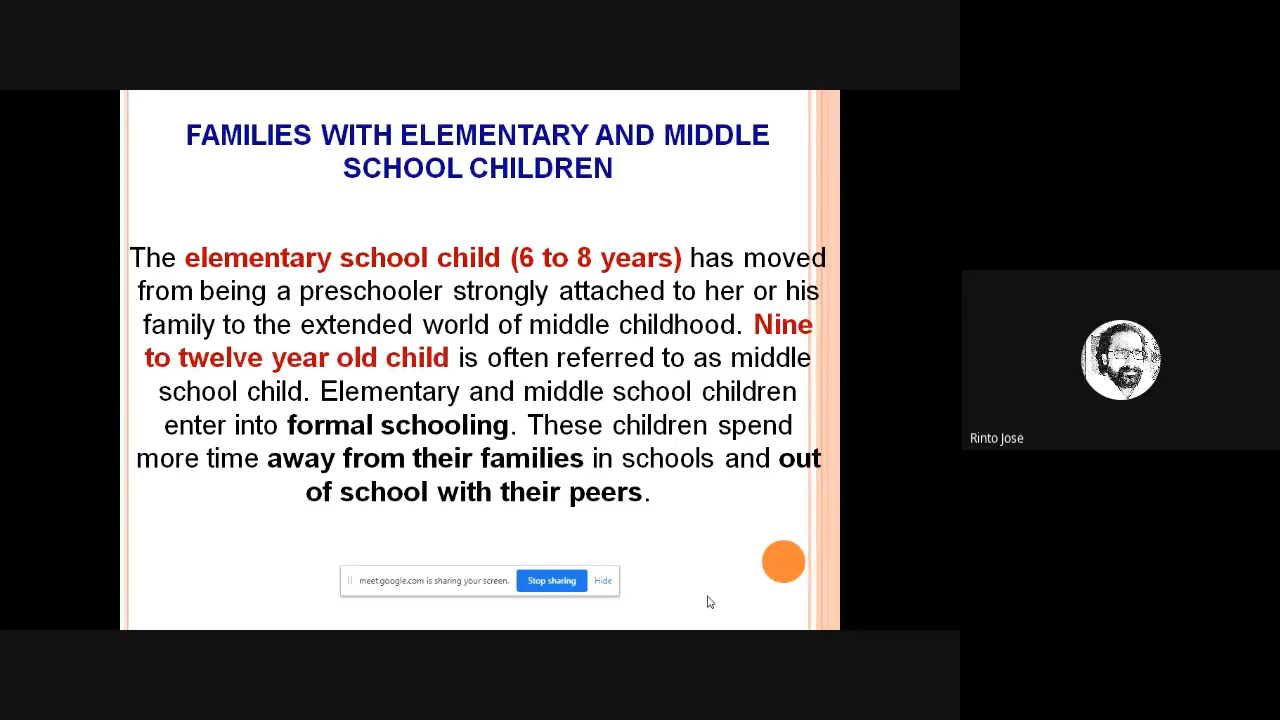 FAMILIES WITH ELEMENTARY AND MIDDLE
SCHOOL CHILDREN
The elementary school child (6 to 8 years) has moved
from being a preschooler strongly attached to her or his
family to the extended world of middle childhood. Nine
to twelve year old child is often referred to as middle
school child. Elementary and middle school children
enter into formal schooling. These children spend
more time away from their families in schools and out
of school with their peers.
meet.google.com is sharing your screen. Stop sharing Hide
Rinto Jose